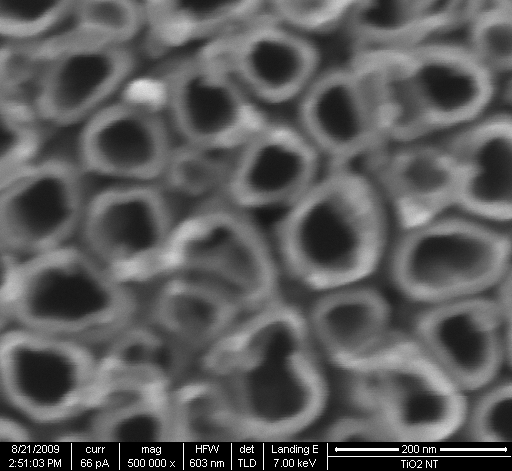 8/21/2009 curr mag HFW det Landing E 200 nm
2:51:03 PM 66 pA 500 000 x 603 nm TLD 7.00 keV TiO2 NT